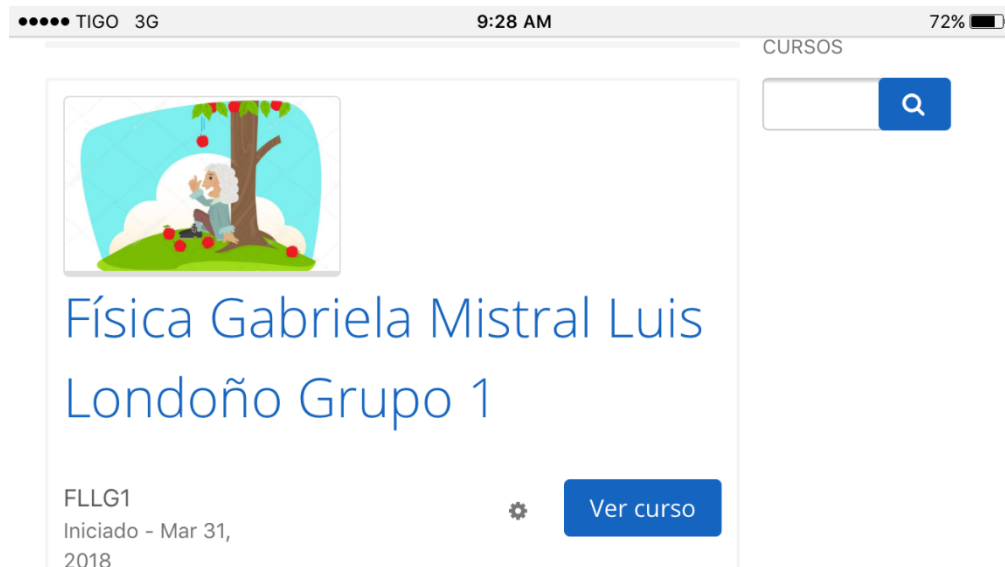 TIGO 3G
9:28 AM
72%
CURSOS
Física Gabriela Mistral Luis
Londoño Grupo 1
FLLG1
Iniciado - Mar 31,
2018
Ver curso